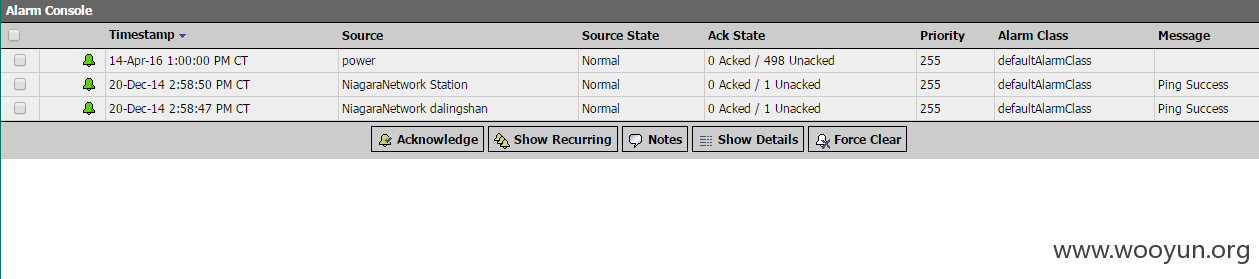 Alarm Console
Timestamp Source Source State Ack State Priority Alarm Class Message
14-Apr-16 1:00:00 PM CT power Normal 0 Acked / 498 Unacked 255 defaultAlarmClass
20-Dec-14 2:58:50 PM CT NiagaraNetwork Station Normal 0 Acked / 1 Unacked 255 defaultAlarmClass Ping Success
20-Dec-14 2:58:47 PM CT NiagaraNetwork dalingshan Normal 0 Acked / 1 Unacked 255 defaultAlarmClass Ping Success
Acknowledge Show Recurring Notes Show Details Force Clear
www.wooyun.org